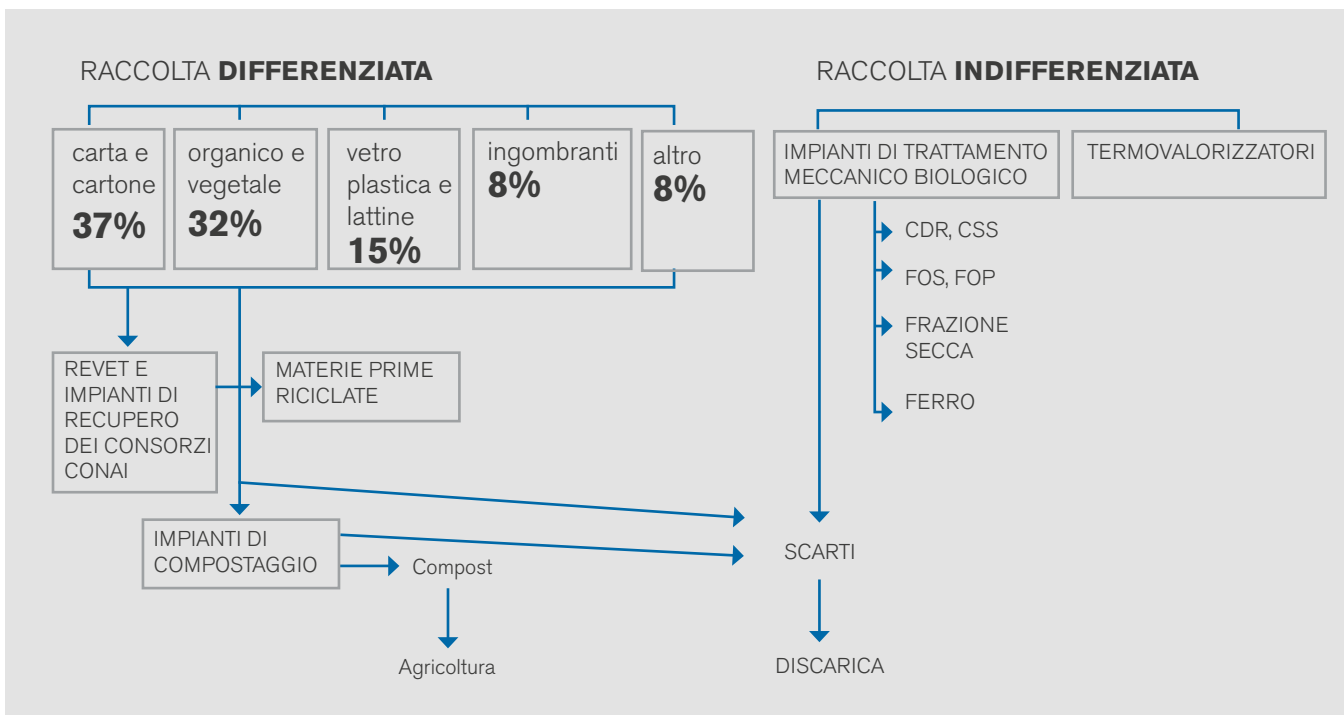 RACCOLTA DIFFERENZIATA
carta e
cartone
37%
organico e
vegetale
32%
vetro
plastica e
lattine
15%
ingombranti
8%
altro
8%
REVET E
IMPIANTI DI
RECUPERO
DEI CONSORZI
CONAI
MATERIE PRIME
RICICLATE
IMPIANTI DI
COMPOSTAGGIO
Compost
Agricoltura
RACCOLTA INDIFFERENZIATA
IMPIANTI DI TRATTAMENTO
MECCANICO BIOLOGICO
TERMOVALORIZZATORI
CDR, CSS
FOS, FOP
FRAZIONE
SECCA
FERRO
SCARTI
DISCARICA